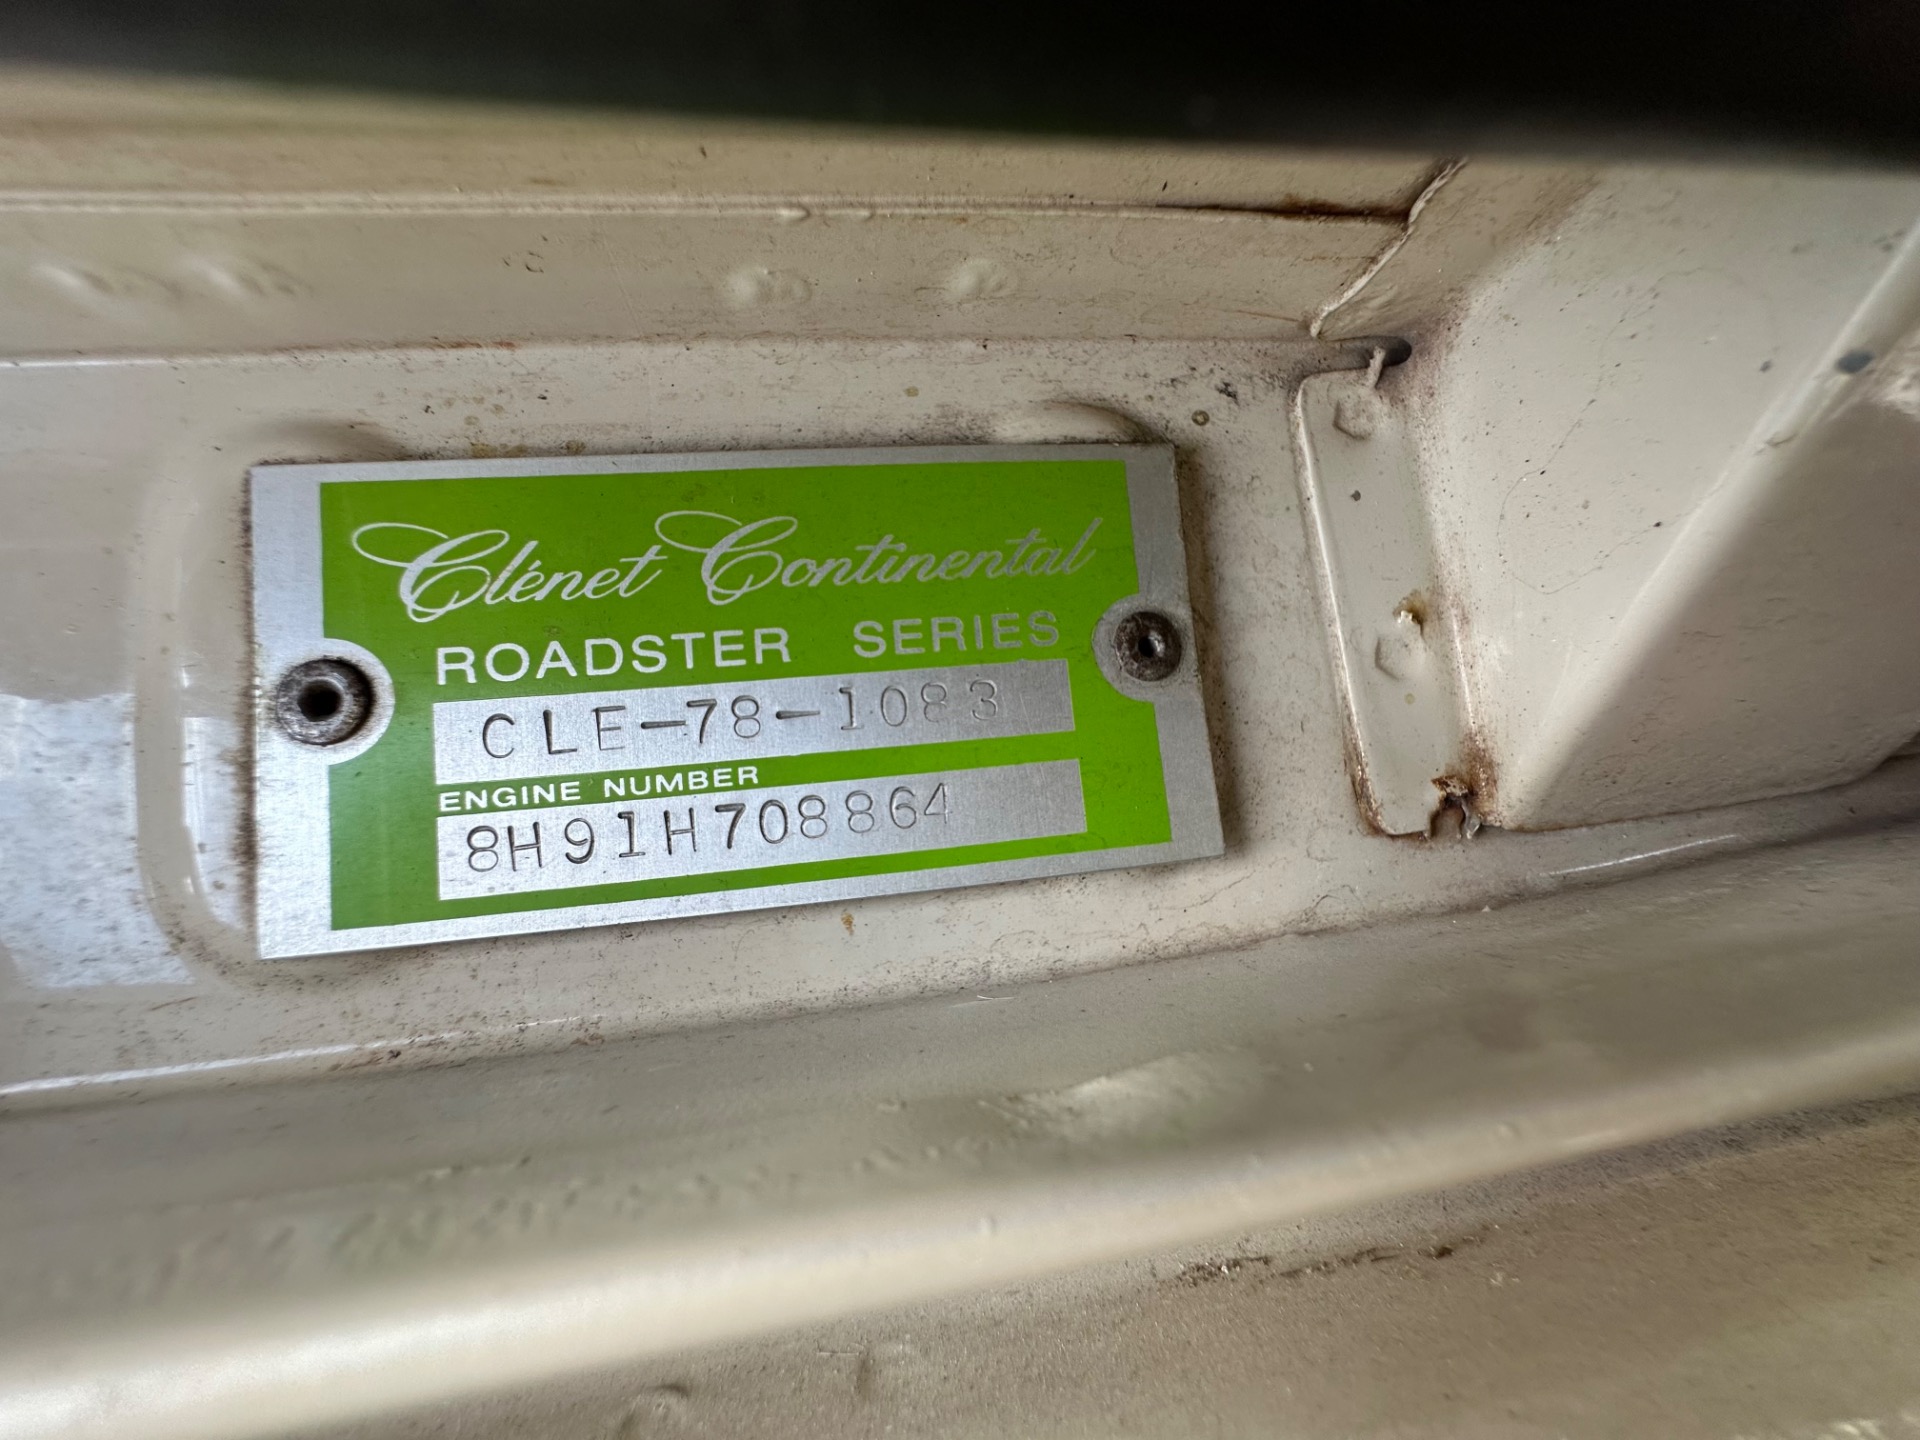 Clénet Continental
ROADSTER SERIES
CLE-78-1083
ENGINE NUMBER
8H91H708864